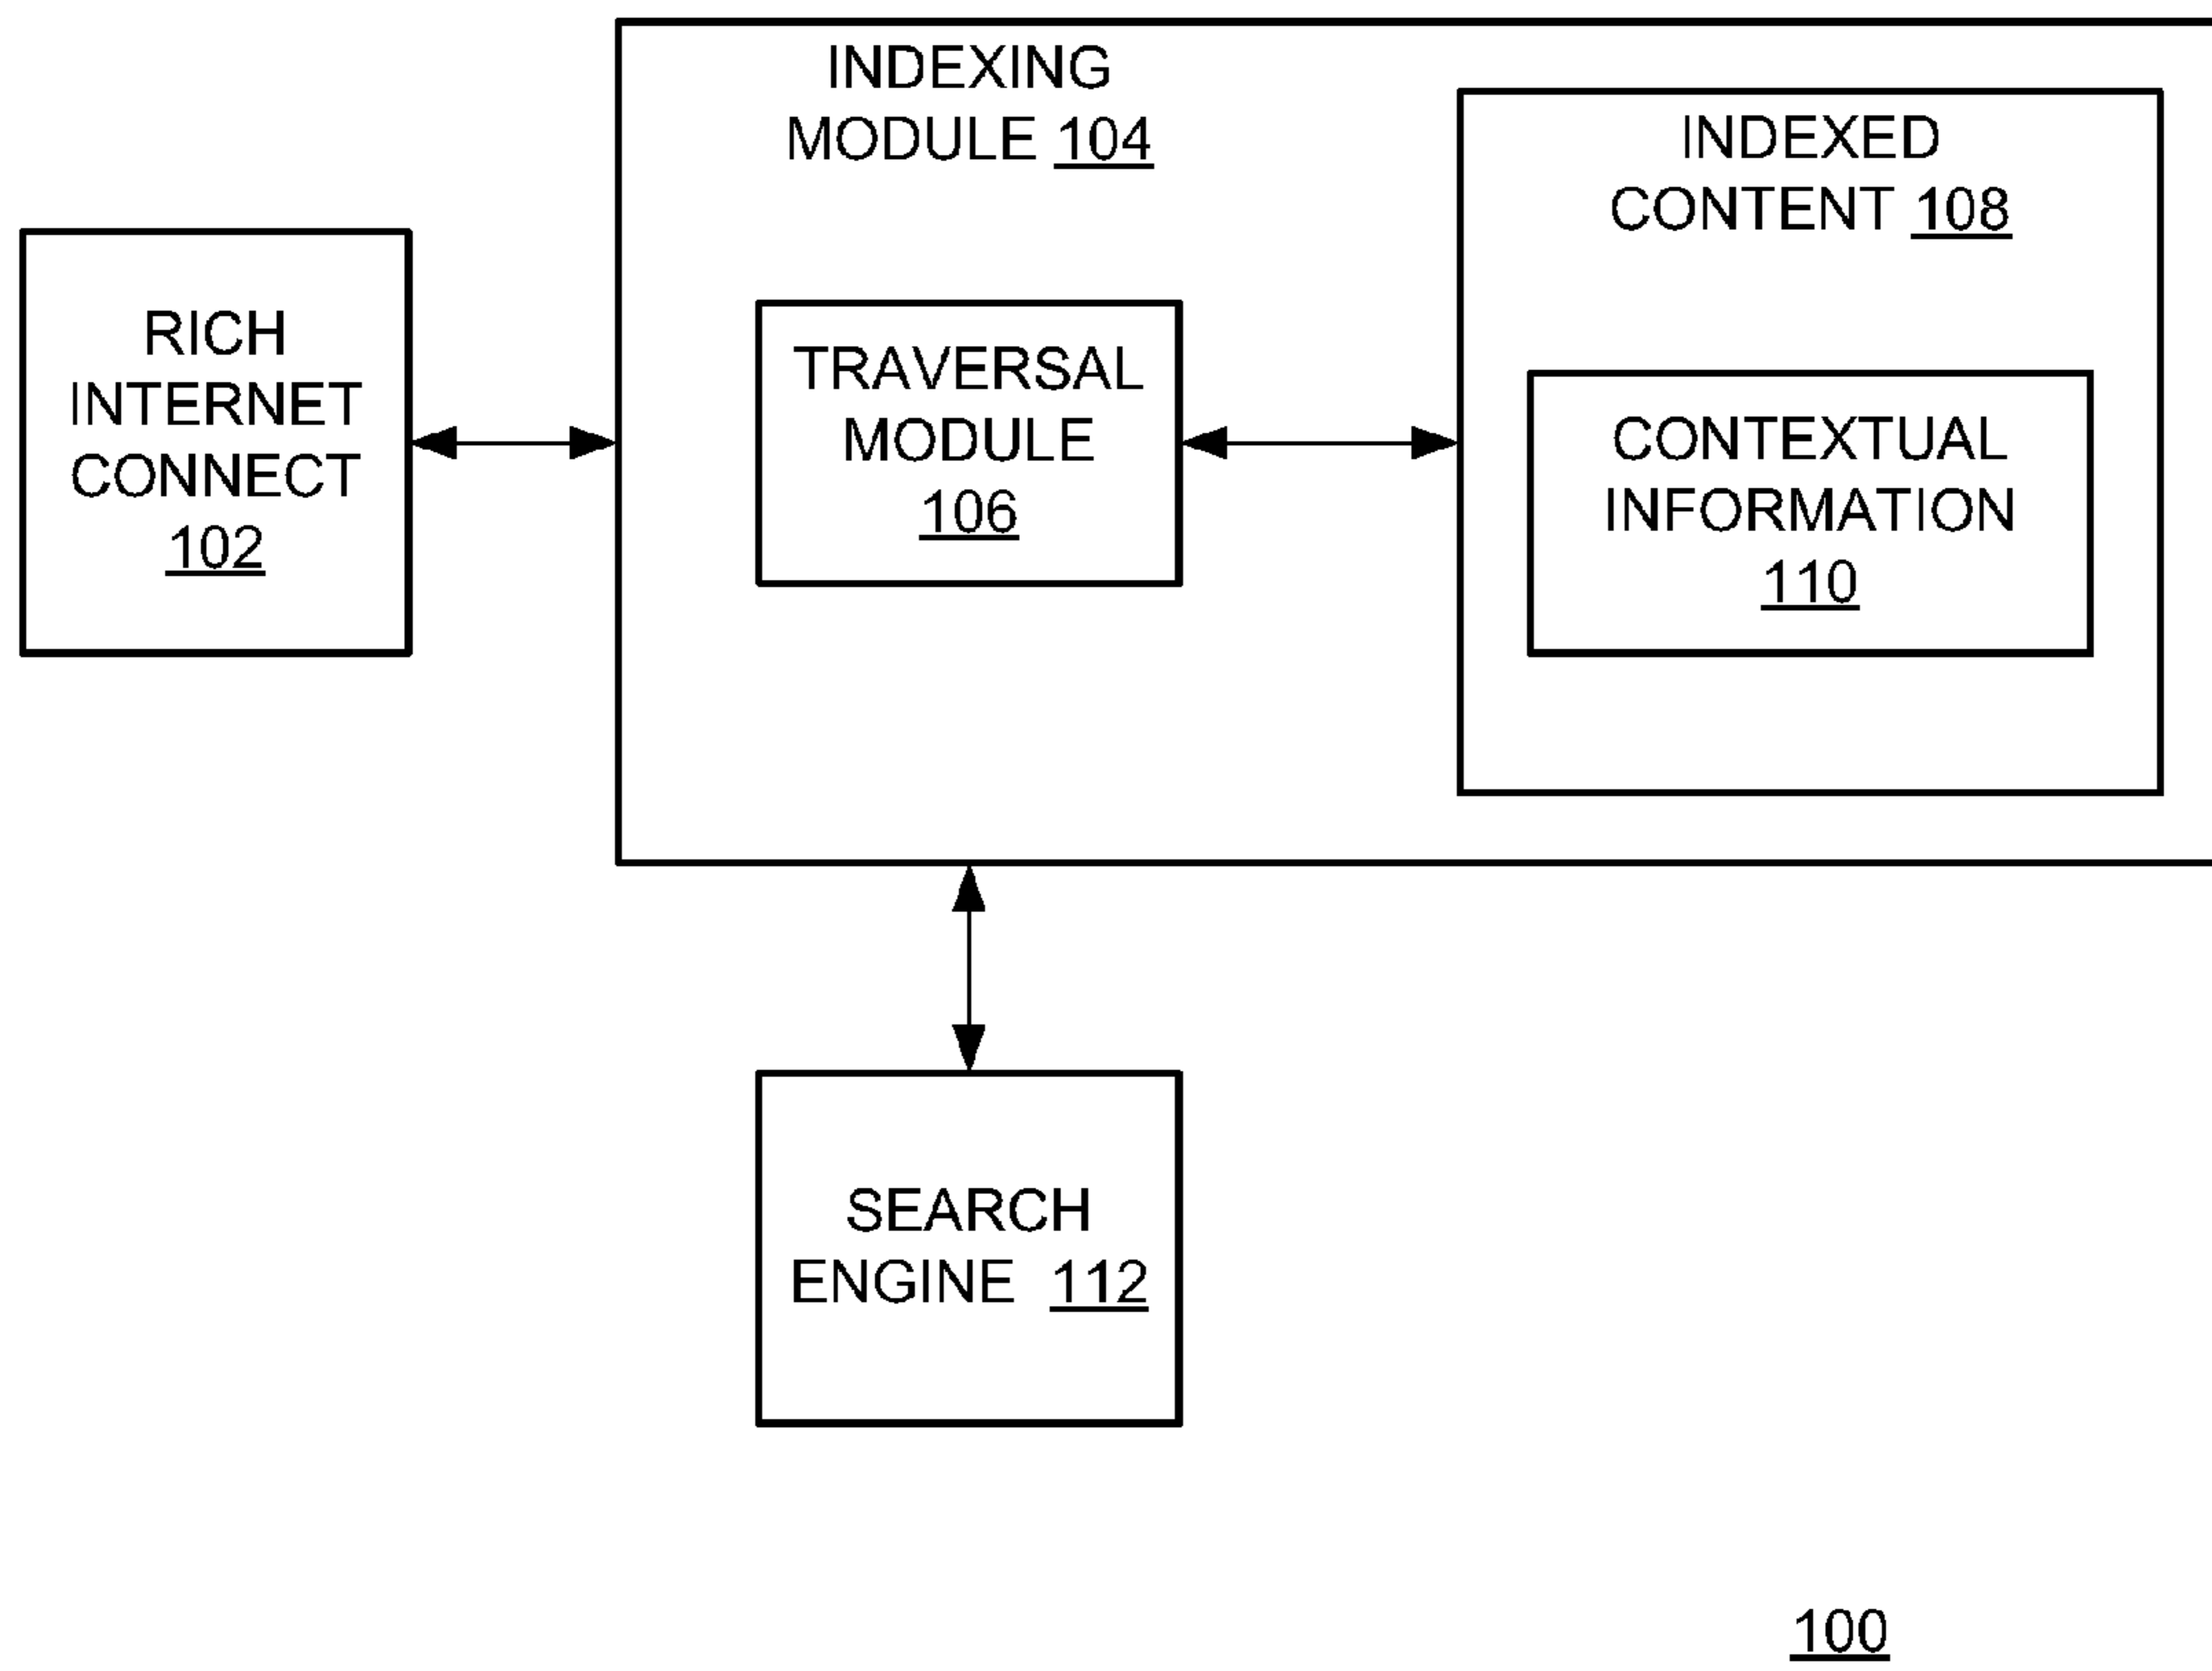 INDEXING
MODULE 104
INDEXED
CONTENT 108
RICH
INTERNET
CONNECT
102
TRAVERSAL
MODULE
106
CONTEXTUAL
INFORMATION
110
SEARCH
ENGINE 112
100